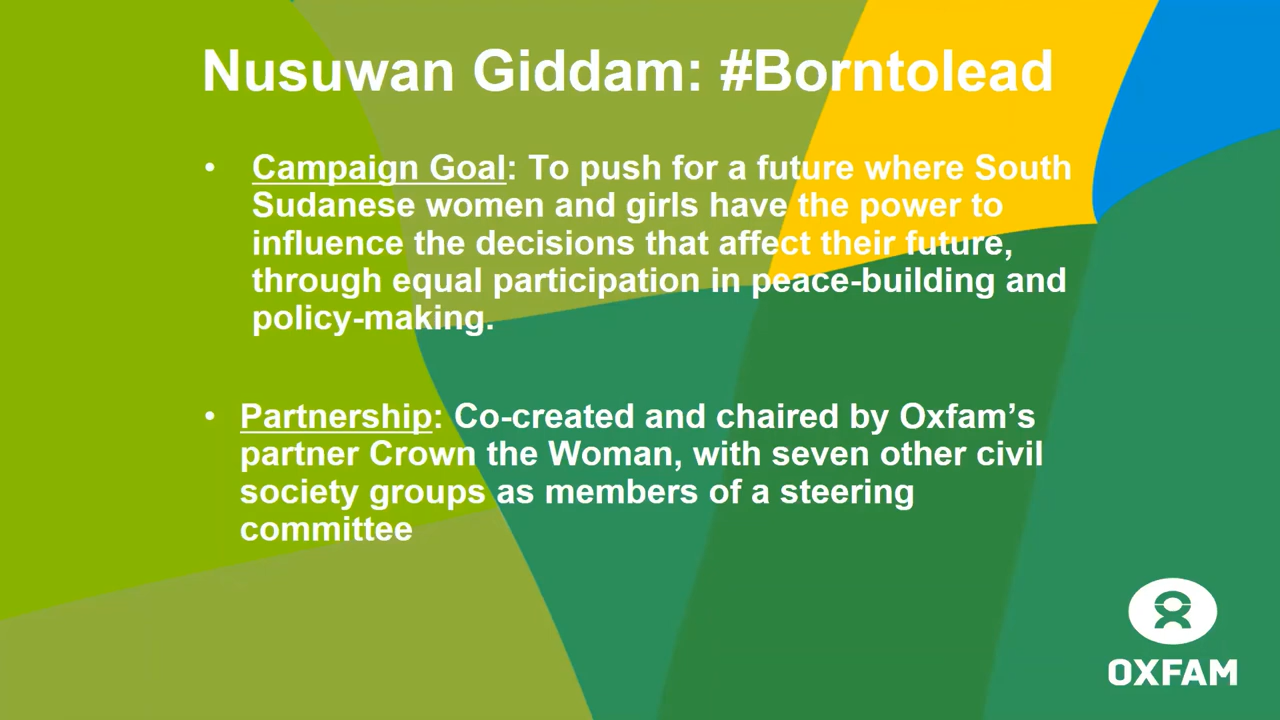 Nusuwan Giddam: #Borntolead
• Campaign Goal: To push for a future where South
Sudanese women and girls have the power to
influence the decisions that affect their future,
through equal participation in peace-building and
policy-making.
• Partnership: Co-created and chaired by Oxfam’s
partner Crown the Woman, with seven other civil
society groups as members of a steering
committee
OXFAM